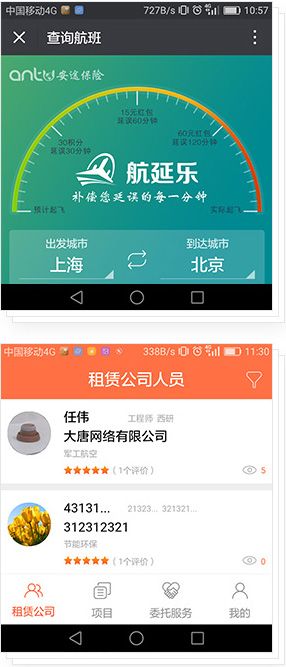 中国移动4G 727B/s 10:57
查询航班
antu安途保险
15元红包
延误60分钟
30积分
延误30分钟
60元红包
延误120分钟
航延乐
补偿您延误的每一分钟
预计起飞 实际起飞
出发城市 到达城市
上海 北京
中国移动4G 338B/s 11:30
租赁公司人员
任伟 工程师 西研
大唐网络有限公司
军工航空
(1个评价) 5
43131... 21323... 321321...
312312321
节能环保
(1个评价) 0
租赁公司 项目 委托服务 我的